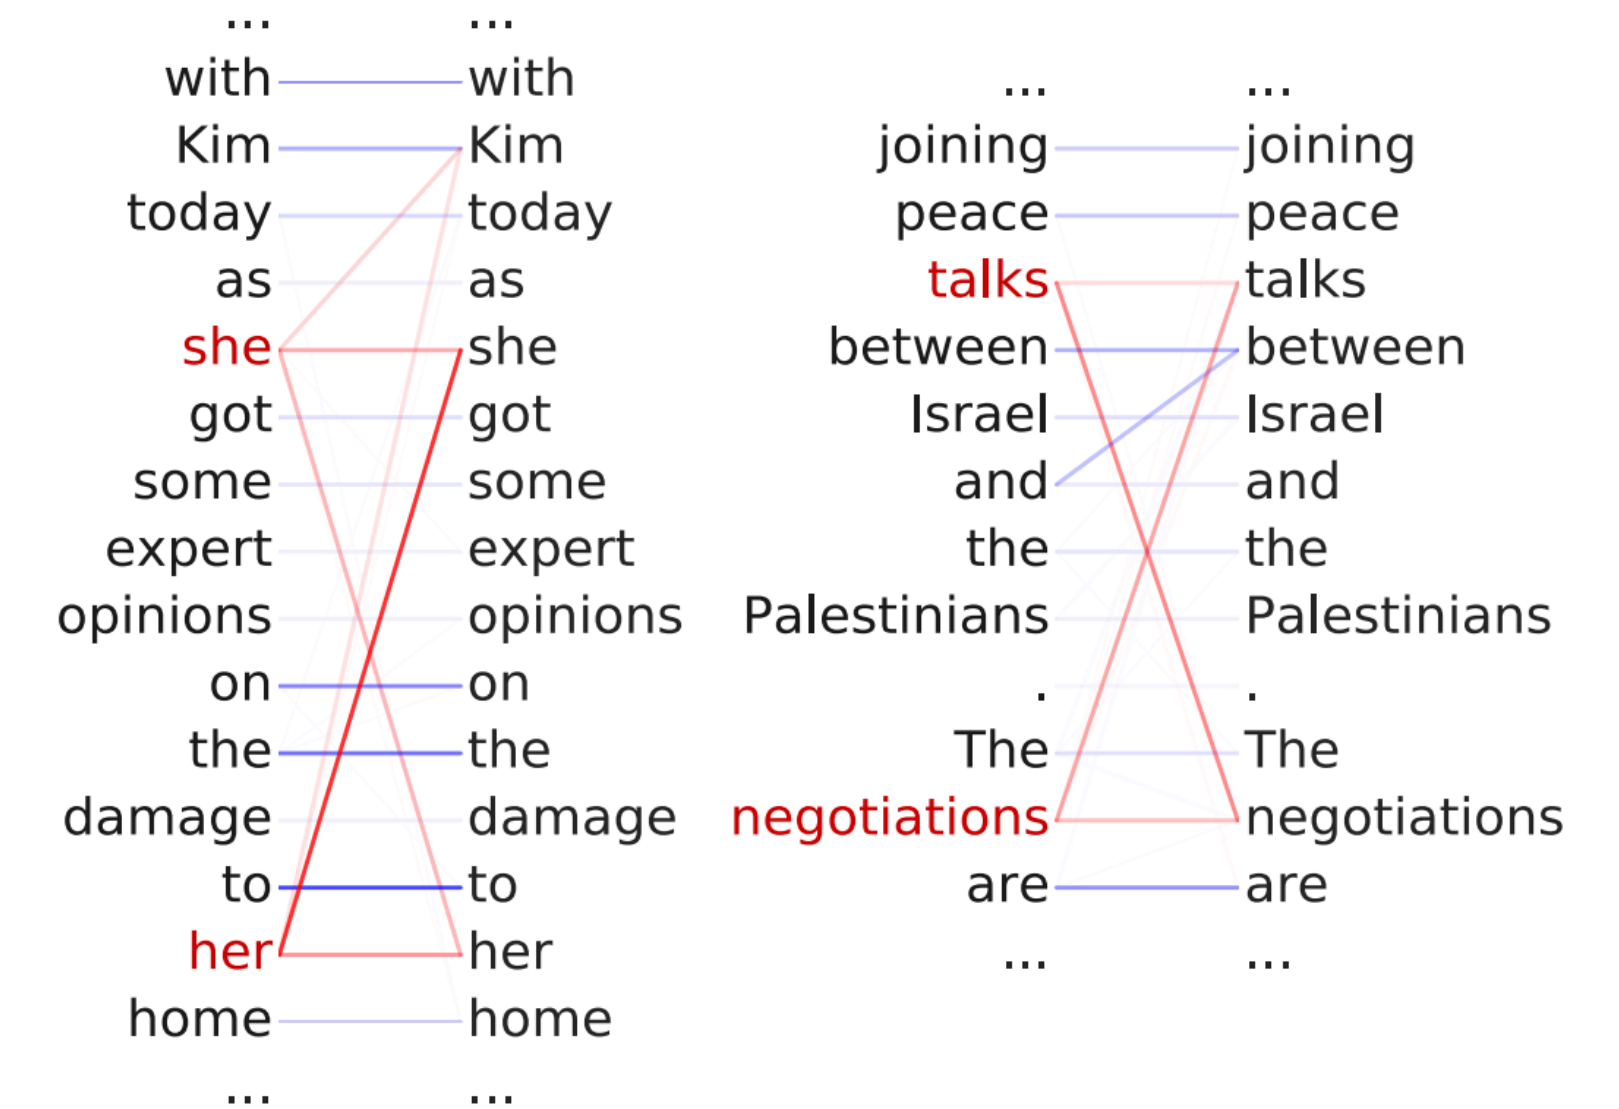 ... ...
with with
Kim Kim
today today
as as
she she
got got
some some
expert expert
opinions opinions
on on
the the
damage damage
to to
her her
home home
... ...
... ...
joining joining
peace peace
talks talks
between between
Israel Israel
and and
the the
Palestinians Palestinians
. .
The The
negotiations negotiations
are are
... ...